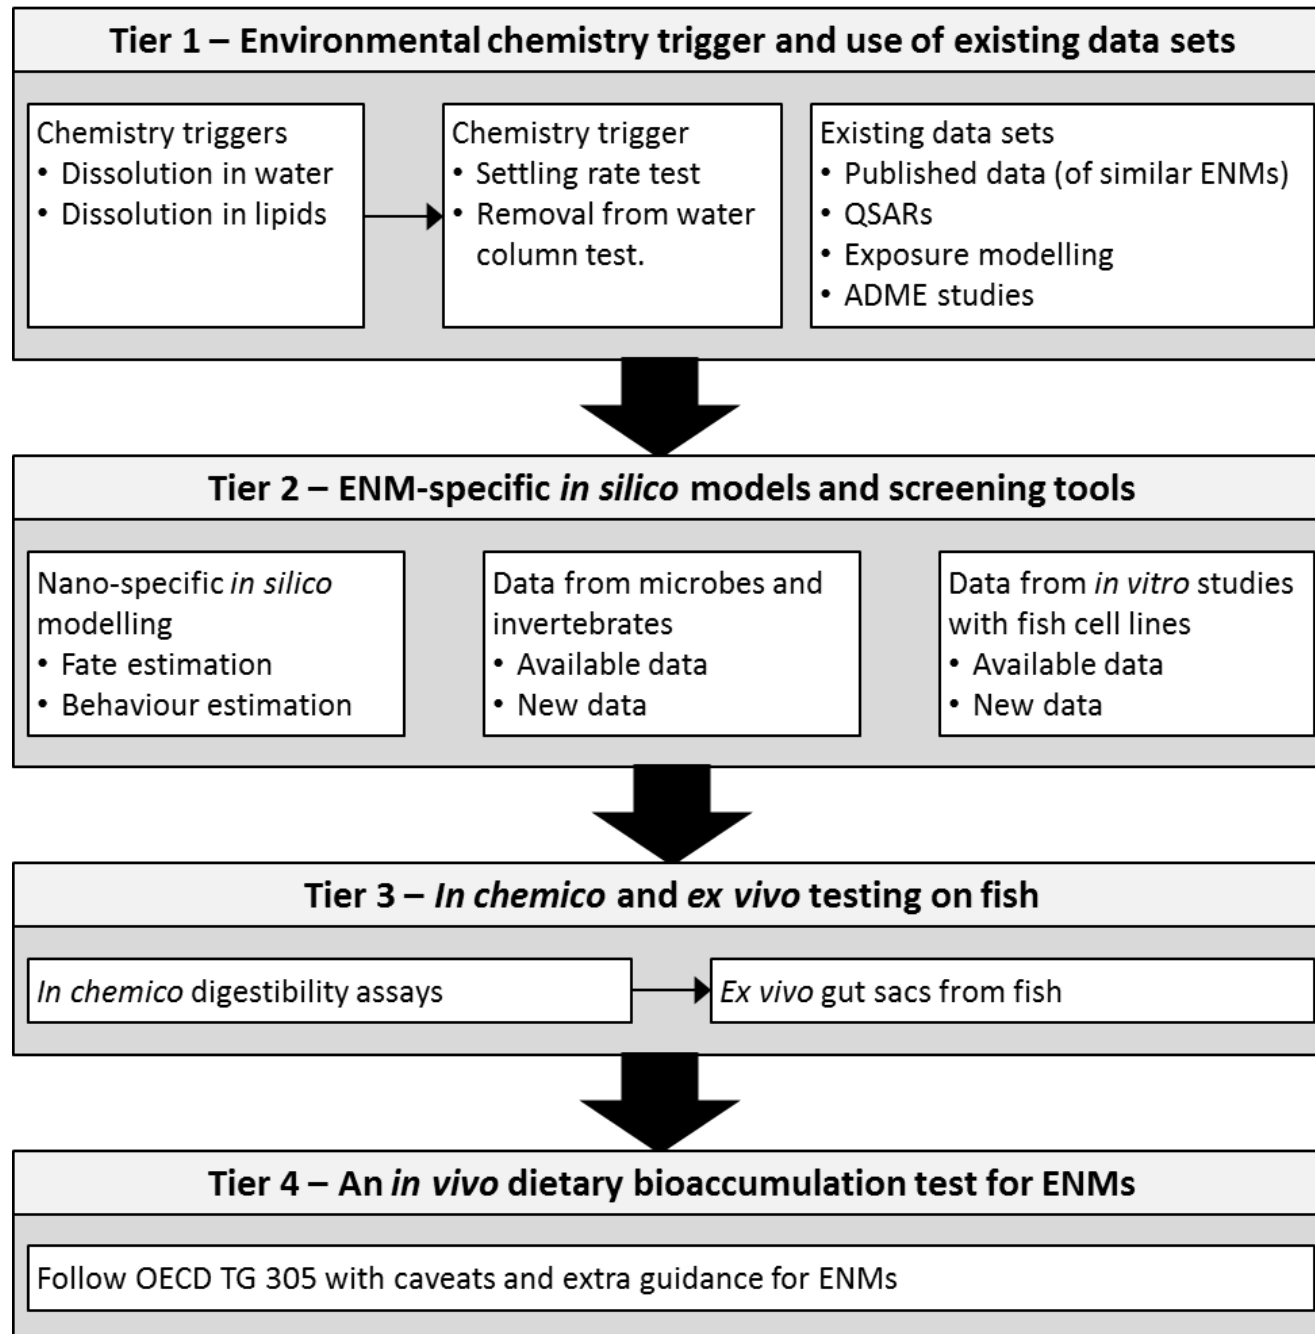 Tier 1 – Environmental chemistry trigger and use of existing data sets
Chemistry triggers
• Dissolution in water
• Dissolution in lipids
Chemistry trigger
• Settling rate test
• Removal from water
column test.
Existing data sets
• Published data (of similar ENMs)
• QSARs
• Exposure modelling
• ADME studies
Tier 2 – ENM-specific in silico models and screening tools
Nano-specific in silico
modelling
• Fate estimation
• Behaviour estimation
Data from microbes and
invertebrates
• Available data
• New data
Data from in vitro studies
with fish cell lines
• Available data
• New data
Tier 3 – In chemico and ex vivo testing on fish
In chemico digestibility assays
Ex vivo gut sacs from fish
Tier 4 – An in vivo dietary bioaccumulation test for ENMs
Follow OECD TG 305 with caveats and extra guidance for ENMs